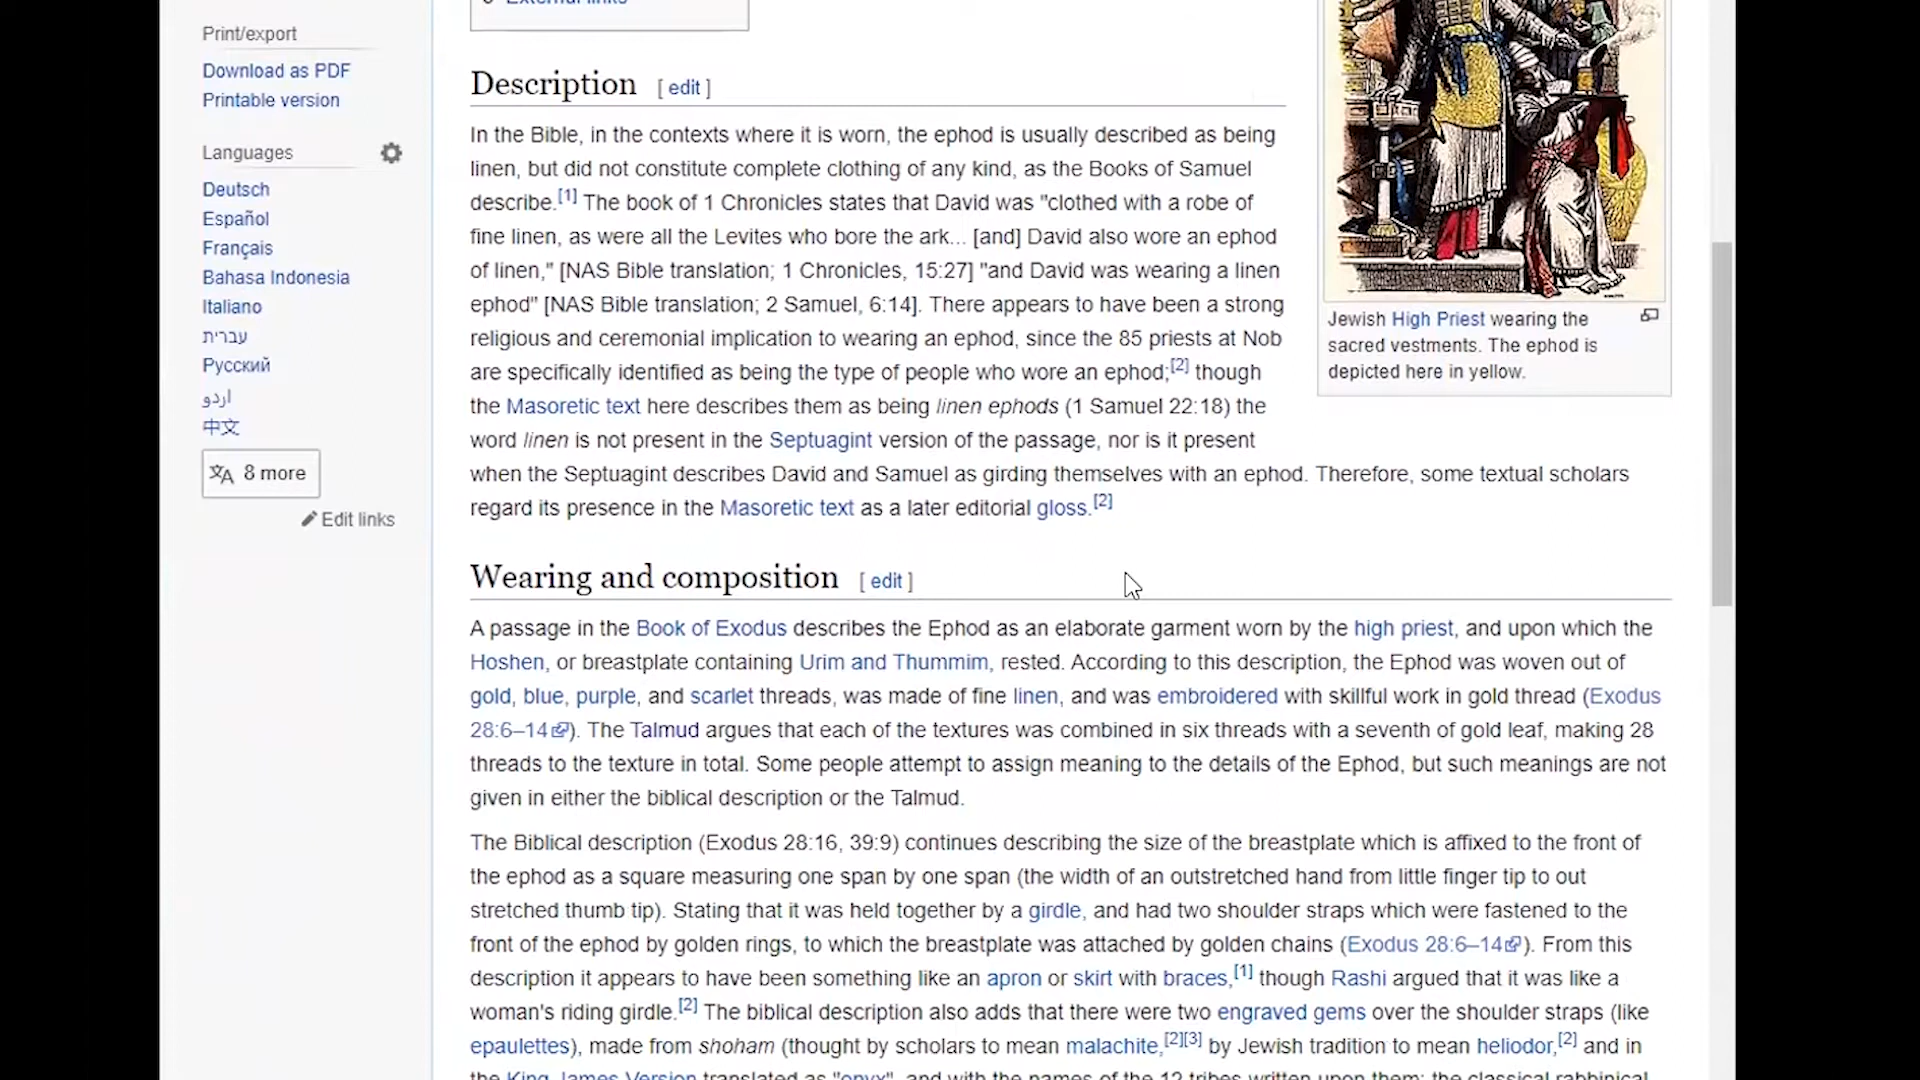 Print/export
Download as PDF
Printable version
Languages
Deutsch
Español
Français
Bahasa Indonesia
Italiano
עברית
Русский
اردو
中文
8 more
Edit links
External links
Description [ edit ]
In the Bible, in the contexts where it is worn, the ephod is usually described as being
linen, but did not constitute complete clothing of any kind, as the Books of Samuel
describe.[1] The book of 1 Chronicles states that David was "clothed with a robe of
fine linen, as were all the Levites who bore the ark... [and] David also wore an ephod
of linen," [NAS Bible translation; 1 Chronicles, 15:27] "and David was wearing a linen
ephod" [NAS Bible translation; 2 Samuel, 6:14]. There appears to have been a strong
religious and ceremonial implication to wearing an ephod, since the 85 priests at Nob
are specifically identified as being the type of people who wore an ephod;[2] though
the Masoretic text here describes them as being linen ephods (1 Samuel 22:18) the
word linen is not present in the Septuagint version of the passage, nor is it present
when the Septuagint describes David and Samuel as girding themselves with an ephod. Therefore, some textual scholars
regard its presence in the Masoretic text as a later editorial gloss.[2]
Jewish High Priest wearing the
sacred vestments. The ephod is
depicted here in yellow.
Wearing and composition [ edit ]
A passage in the Book of Exodus describes the Ephod as an elaborate garment worn by the high priest, and upon which the
Hoshen, or breastplate containing Urim and Thummim, rested. According to this description, the Ephod was woven out of
gold, blue, purple, and scarlet threads, was made of fine linen, and was embroidered with skillful work in gold thread (Exodus
28:6–14). The Talmud argues that each of the textures was combined in six threads with a seventh of gold leaf, making 28
threads to the texture in total. Some people attempt to assign meaning to the details of the Ephod, but such meanings are not
given in either the biblical description or the Talmud.
The Biblical description (Exodus 28:16, 39:9) continues describing the size of the breastplate which is affixed to the front of
the ephod as a square measuring one span by one span (the width of an outstretched hand from little finger tip to out
stretched thumb tip). Stating that it was held together by a girdle, and had two shoulder straps which were fastened to the
front of the ephod by golden rings, to which the breastplate was attached by golden chains (Exodus 28:6–14). From this
description it appears to have been something like an apron or skirt with braces,[1] though Rashi argued that it was like a
woman's riding girdle.[2] The biblical description also adds that there were two engraved gems over the shoulder straps (like
epaulettes), made from shoham (thought by scholars to mean malachite,[2][3] by Jewish tradition to mean heliodor,[2] and in
the King James Version translated as "onyx", and with the names of the 12 tribes written upon them; the classical rabbinical